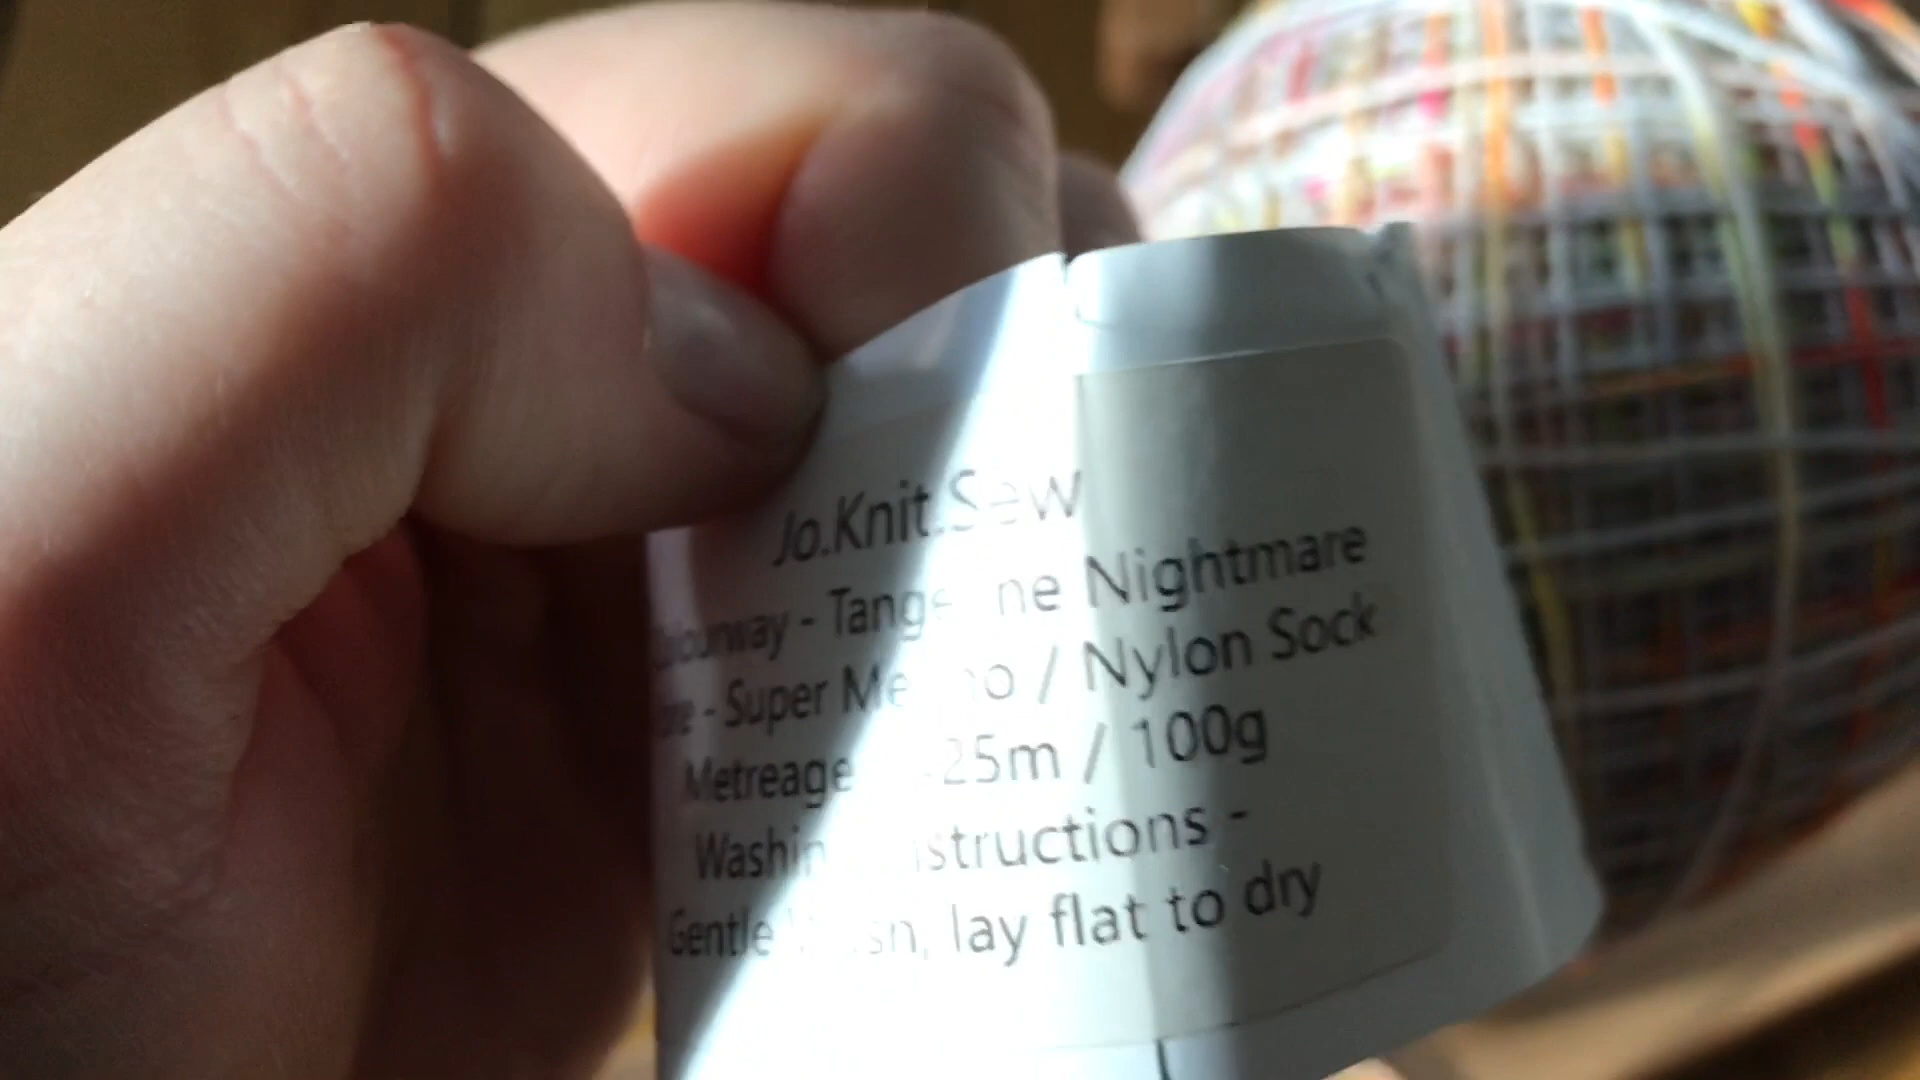 Jo.Knit.Sew
- Tangerine Nightmare
- Super Merino / Nylon Sock
Metreage 25m / 100g
Washing Instructions -
Gentle Wash, lay flat to dry